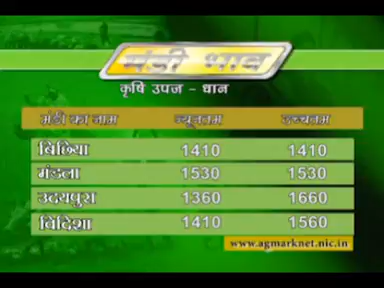 मंडी भाव
कृषि उपज - धान
मंडी का नाम न्यूनतम उच्चतम
बिछिया 1410 1410
मंडला 1530 1530
उदयपुरा 1360 1660
विदिशा 1410 1560
www.agmarknet.nic.in